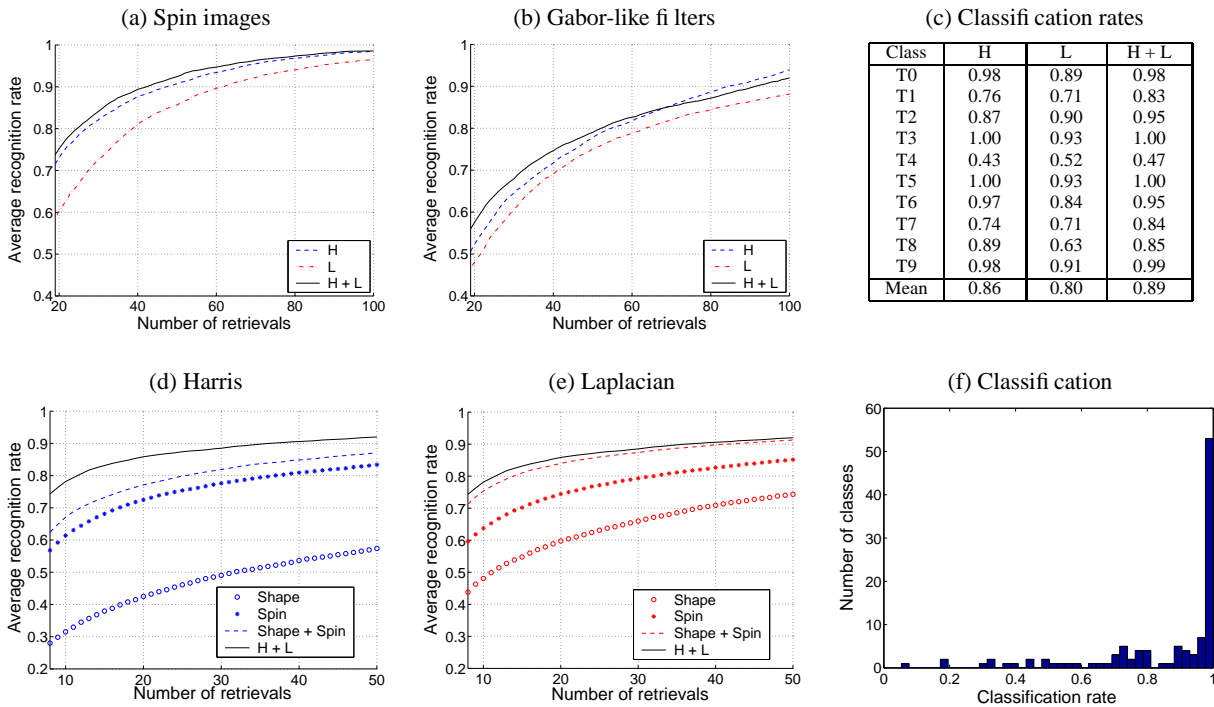 (a) Spin images
1
0.9
0.8
0.7
0.6
0.5
0.4
20 40 60 80 100
Average recognition rate
Number of retrievals
H
L
H + L
(b) Gabor-like fi lters
1
0.9
0.8
0.7
0.6
0.5
0.4
20 40 60 80 100
Average recognition rate
Number of retrievals
H
L
H + L
(c) Classifi cation rates
Class H L H + L
T0 0.98 0.89 0.98
T1 0.76 0.71 0.83
T2 0.87 0.90 0.95
T3 1.00 0.93 1.00
T4 0.43 0.52 0.47
T5 1.00 0.93 1.00
T6 0.97 0.84 0.95
T7 0.74 0.71 0.84
T8 0.89 0.63 0.85
T9 0.98 0.91 0.99
Mean 0.86 0.80 0.89
(d) Harris
1
0.9
0.8
0.7
0.6
0.5
0.4
0.3
0.2
10 20 30 40 50
Average recognition rate
Number of retrievals
Shape
Spin
Shape + Spin
H + L
(e) Laplacian
1
0.9
0.8
0.7
0.6
0.5
0.4
0.3
0.2
10 20 30 40 50
Average recognition rate
Number of retrievals
Shape
Spin
Shape + Spin
H + L
(f) Classifi cation
60
50
40
30
20
10
0
0 0.2 0.4 0.6 0.8 1
Number of classes
Classification rate